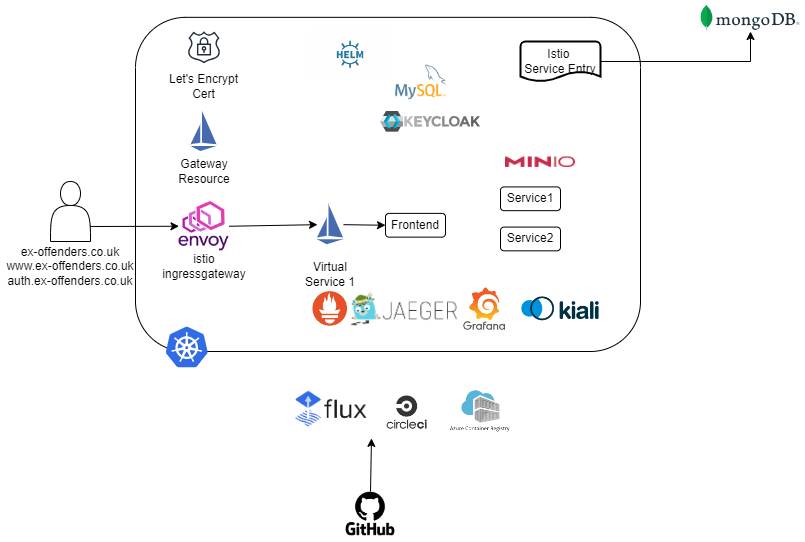 mongoDB.
Istio
Service Entry
HELM
Let's Encrypt
Cert
MySQL
KEYCLOAK
Gateway
Resource
MINIO
Service1
envoy
Frontend
Service2
ex-offenders.co.uk
www.ex-offenders.co.uk
auth.ex-offenders.co.uk
istio
ingressgateway
Virtual
Service 1
JAEGER
Grafana
kiali
flux
circleci
Azure Container Registry
GitHub